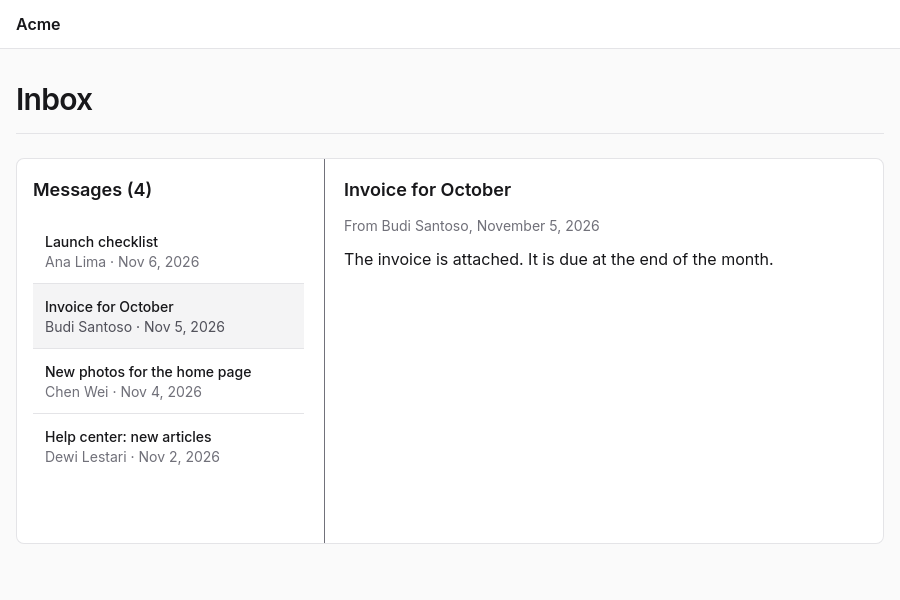 Acme
Inbox
Messages (4)
Launch checklist
Ana Lima · Nov 6, 2026
Invoice for October
Budi Santoso · Nov 5, 2026
New photos for the home page
Chen Wei · Nov 4, 2026
Help center: new articles
Dewi Lestari · Nov 2, 2026
Invoice for October
From Budi Santoso, November 5, 2026
The invoice is attached. It is due at the end of the month.